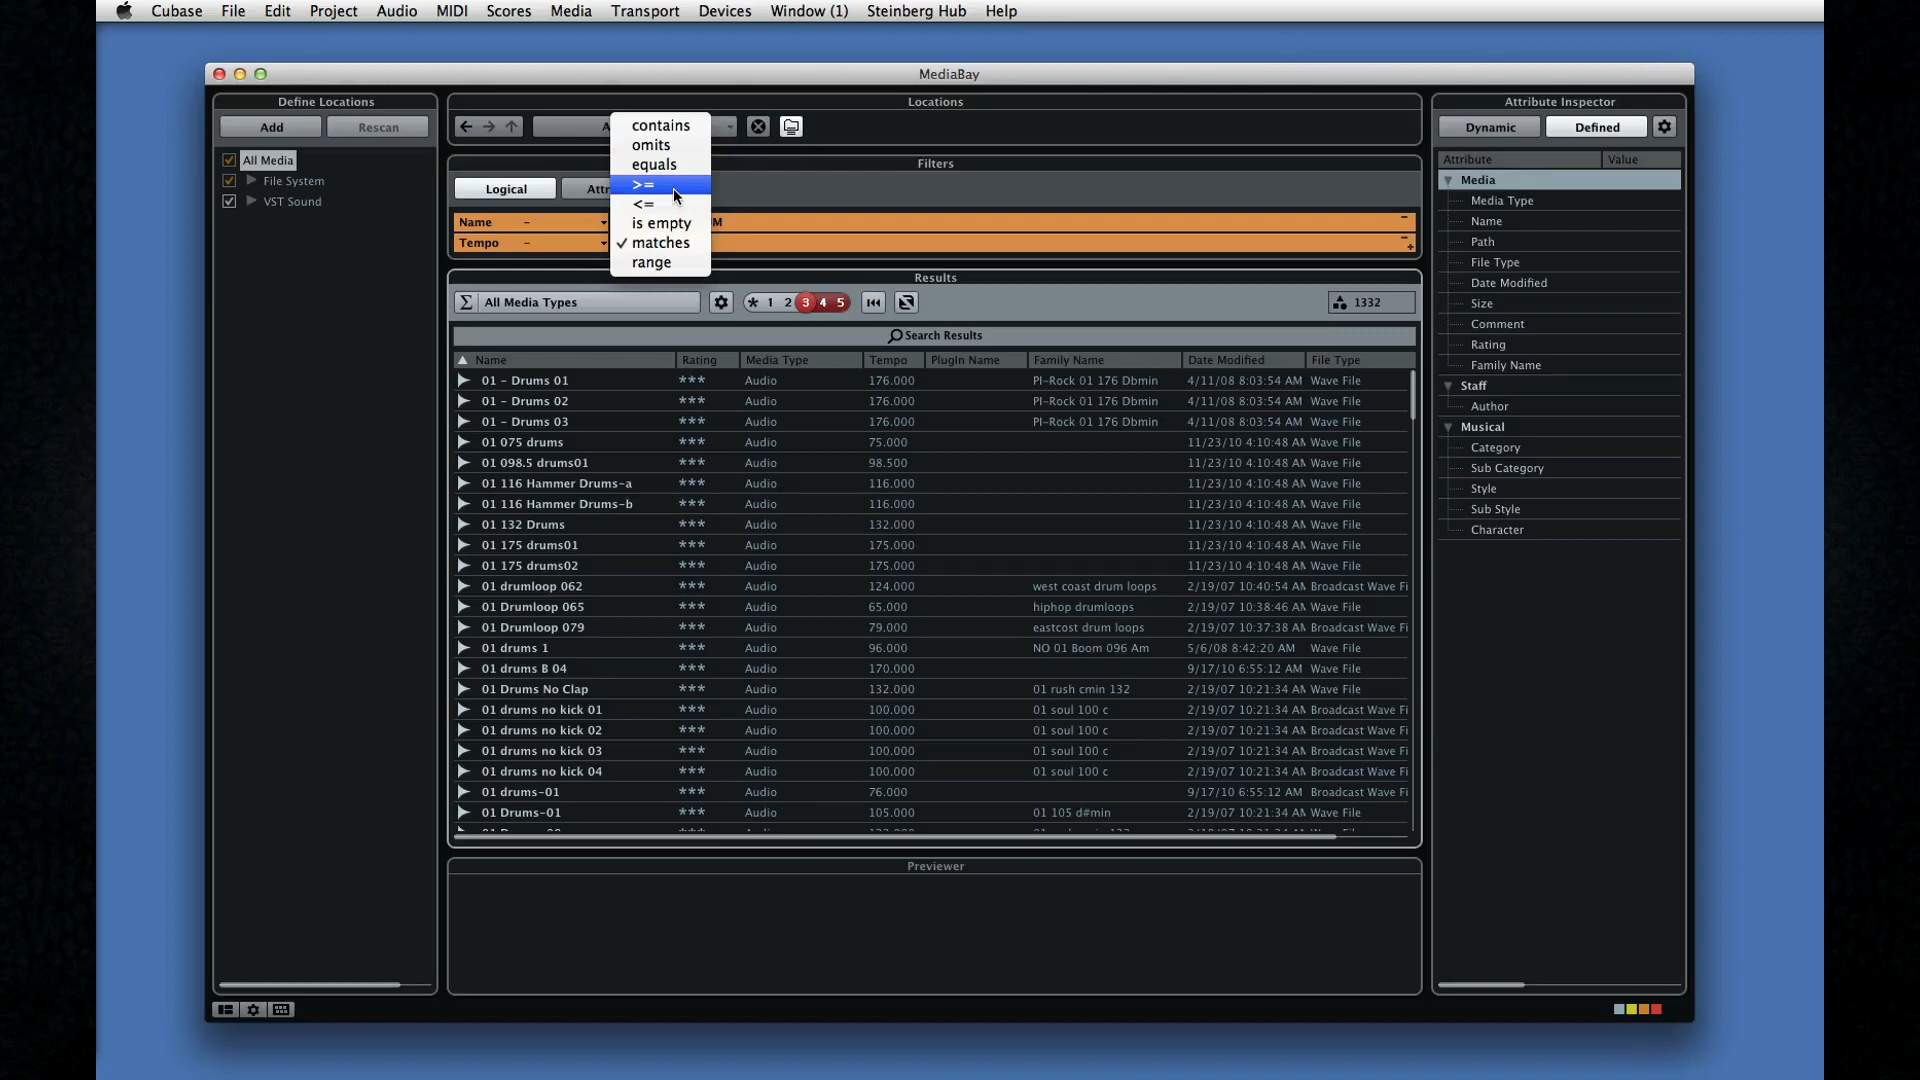 Cubase File Edit Project Audio MIDI Scores Media Transport Devices Window (1) Steinberg Hub Help
MediaBay
Define Locations
Add Rescan
All Media
File System
VST Sound
Locations
Filters
Logical
Name -
Tempo -
contains
omits
equals
>=
<=
is empty
✓ matches
range
Results
All Media Types * 1 2 3 4 5 1332
Search Results
Name Rating Media Type Tempo PlugIn Name Family Name Date Modified File Type
01 - Drums 01 *** Audio 176.000 PI-Rock 01 176 Dbmin 4/11/08 8:03:54 AM Wave File
01 - Drums 02 *** Audio 176.000 PI-Rock 01 176 Dbmin 4/11/08 8:03:54 AM Wave File
01 - Drums 03 *** Audio 176.000 PI-Rock 01 176 Dbmin 4/11/08 8:03:54 AM Wave File
01 075 drums *** Audio 75.000 11/23/10 4:10:48 AM Wave File
01 098.5 drums01 *** Audio 98.500 11/23/10 4:10:48 AM Wave File
01 116 Hammer Drums-a *** Audio 116.000 11/23/10 4:10:48 AM Wave File
01 116 Hammer Drums-b *** Audio 116.000 11/23/10 4:10:48 AM Wave File
01 132 Drums *** Audio 132.000 11/23/10 4:10:48 AM Wave File
01 175 drums01 *** Audio 175.000 11/23/10 4:10:48 AM Wave File
01 175 drums02 *** Audio 175.000 11/23/10 4:10:48 AM Wave File
01 drumloop 062 *** Audio 124.000 west coast drum loops 2/19/07 10:40:54 AM Broadcast Wave Fi
01 Drumloop 065 *** Audio 65.000 hiphop drumloops 2/19/07 10:38:46 AM Wave File
01 Drumloop 079 *** Audio 79.000 eastcost drum loops 2/19/07 10:37:38 AM Broadcast Wave Fi
01 drums 1 *** Audio 96.000 NO 01 Boom 096 Am 5/6/08 8:42:20 AM Wave File
01 drums B 04 *** Audio 170.000 9/17/10 6:55:12 AM Wave File
01 Drums No Clap *** Audio 132.000 01 rush cmin 132 2/19/07 10:21:34 AM Wave File
01 drums no kick 01 *** Audio 100.000 01 soul 100 c 2/19/07 10:21:34 AM Broadcast Wave Fi
01 drums no kick 02 *** Audio 100.000 01 soul 100 c 2/19/07 10:21:34 AM Broadcast Wave Fi
01 drums no kick 03 *** Audio 100.000 01 soul 100 c 2/19/07 10:21:34 AM Broadcast Wave Fi
01 drums no kick 04 *** Audio 100.000 01 soul 100 c 2/19/07 10:21:34 AM Broadcast Wave Fi
01 drums-01 *** Audio 76.000 9/17/10 6:55:12 AM Broadcast Wave Fi
01 Drums-01 *** Audio 105.000 01 105 d#min 2/19/07 10:21:34 AM Wave File
Previewer
Attribute Inspector
Dynamic Defined
Attribute Value
Media
Media Type
Name
Path
File Type
Date Modified
Size
Comment
Rating
Family Name
Staff
Author
Musical
Category
Sub Category
Style
Sub Style
Character